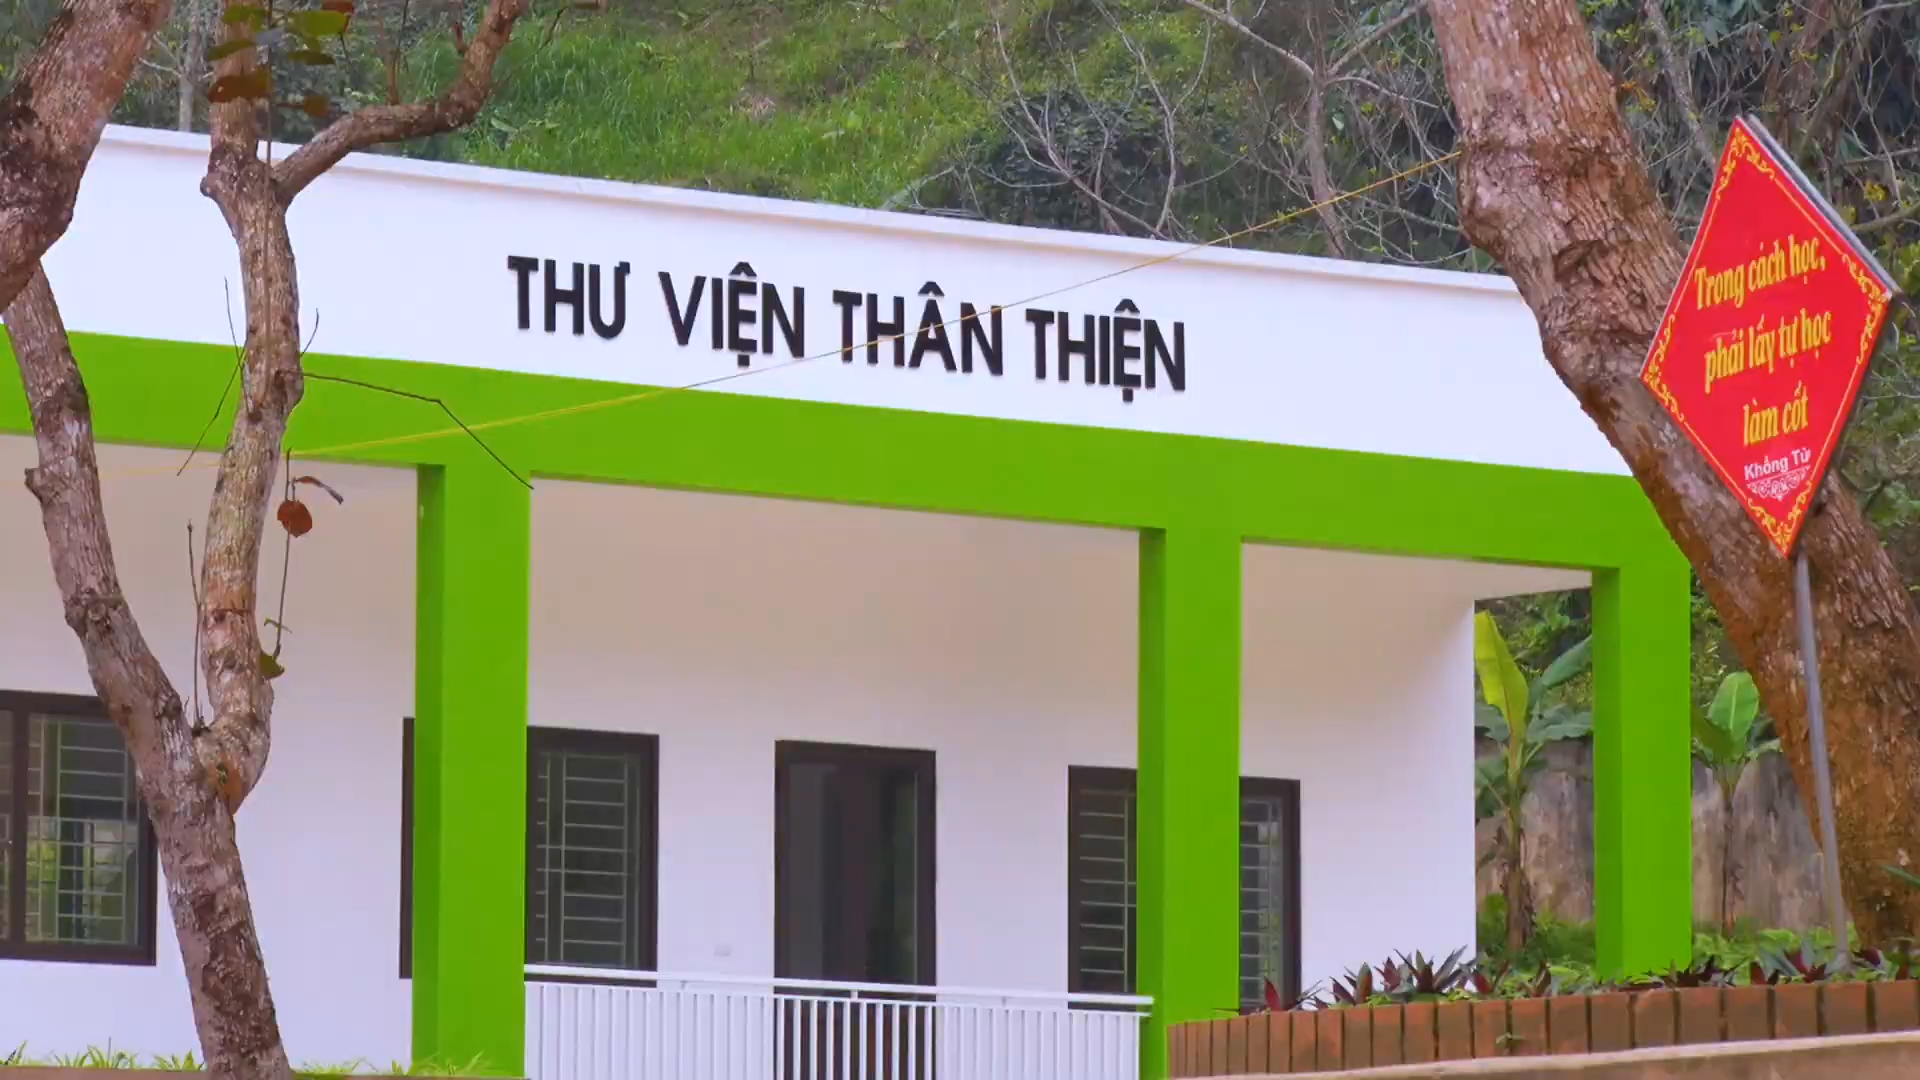 THƯ VIỆN THÂN THIỆN
Trong cách học,
phải lấy tự học
làm cốt
Khổng Tử